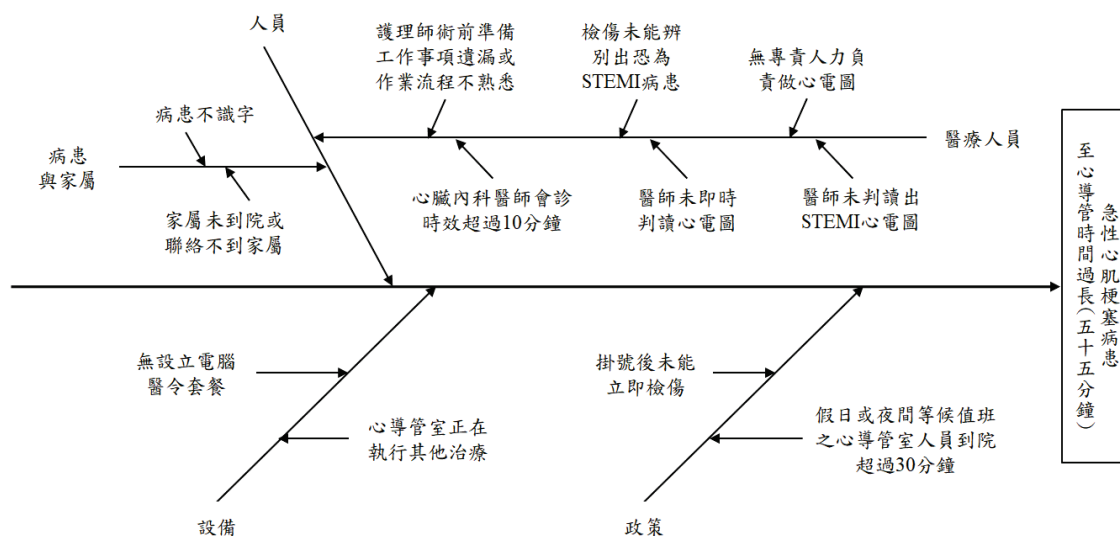 人員
護理師術前準備
工作事項遺漏或
作業流程不熟悉
檢傷未能辨
別出恐為
STEMI病患
無專責人力負
責做心電圖
病患不識字
病患
與家屬
醫療人員
家屬未到院或
聯絡不到家屬
心臟內科醫師會診
時效超過10分鐘
醫師未即時
判讀心電圖
醫師未判讀出
STEMI心電圖
急性心肌梗塞病患
至心導管時間過長(五十五分鐘)
無設立電腦
醫令套餐
心導管室正在
執行其他治療
掛號後未能
立即檢傷
假日或夜間等候值班
之心導管室人員到院
超過30分鐘
設備
政策